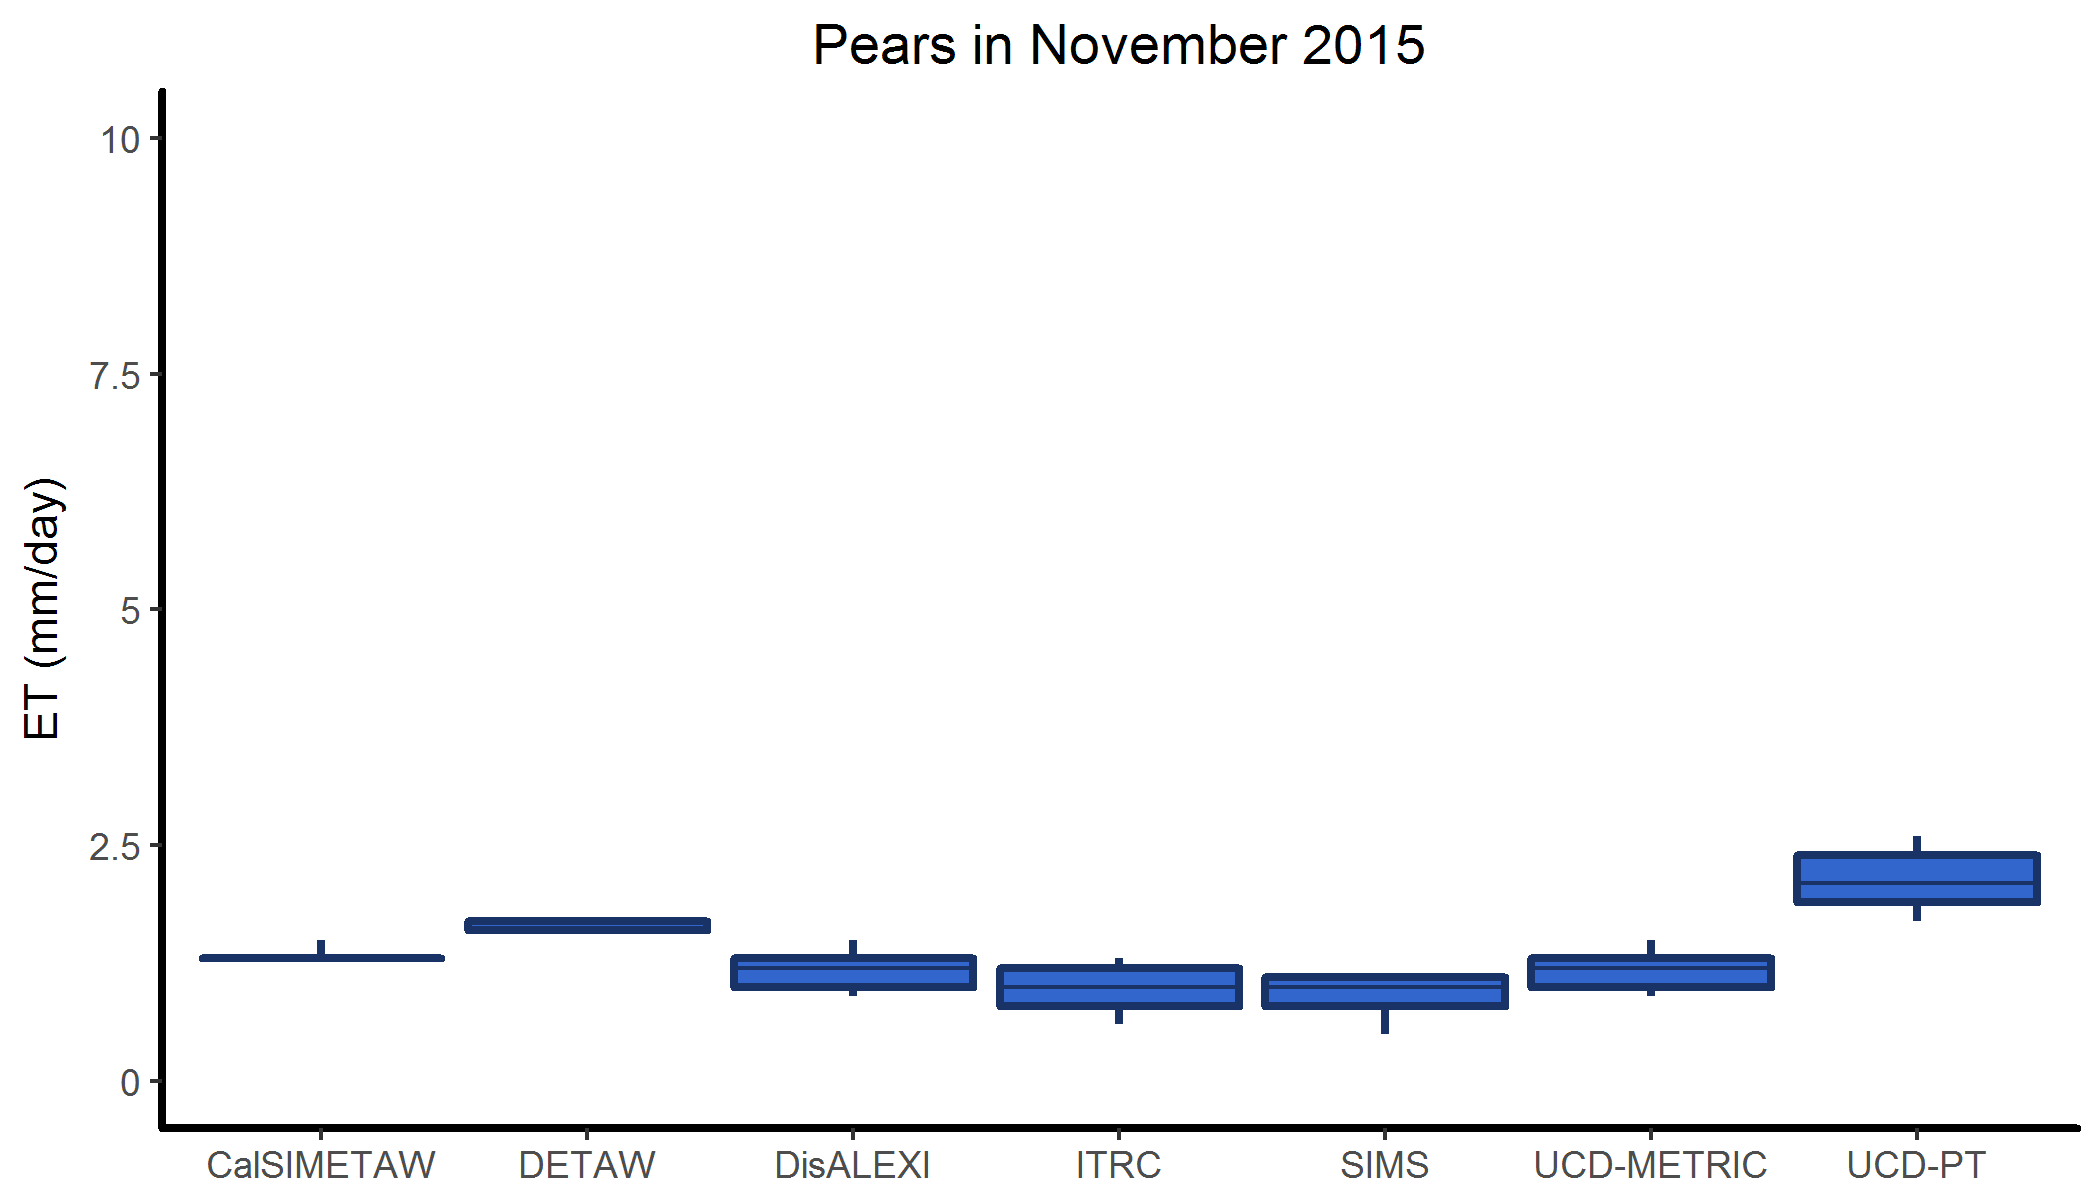 Pears in November 2015
ET (mm/day)
10
7.5
5
2.5
0
CalSIMETAW DETAW DisALEXI ITRC SIMS UCD-METRIC UCD-PT